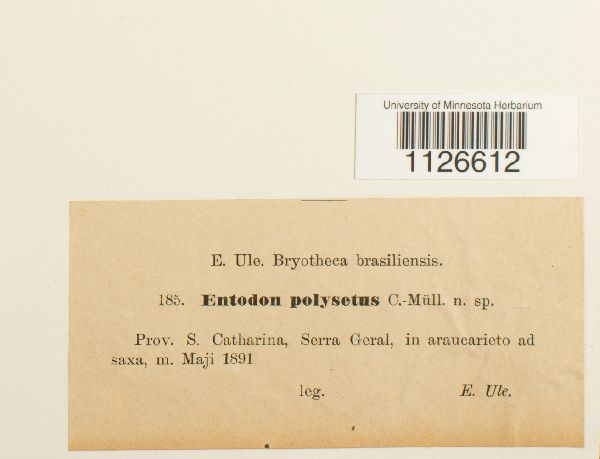 University of Minnesota Herbarium
1126612
E. Ule. Bryotheca brasiliensis.
185. Entodon polysetus C.-Müll. n. sp.
Prov. S. Catharina, Serra Geral, in araucarieto ad
saxa, m. Maji 1891
leg. E. Ule.